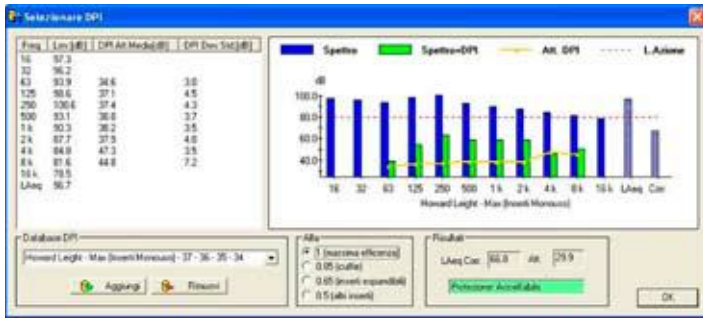 Selezionare DPI
Freq Lev [dB] DPI Att Media[dB] DPI Dev Std.[dB]
16 97.3
32 96.2
63 93.9 34.6 3.0
125 98.6 37.1 4.5
250 100.6 37.4 4.3
500 93.1 38.8 3.7
1 k 90.3 38.2 3.5
2 k 87.7 37.9 4.0
4 k 84.8 47.3 3.5
8 k 81.6 44.8 7.2
16 k 78.5
LAeq 96.7
Spettro Spettro+DPI Att. DPI L.Azione
dB
100.0
80.0
60.0
40.0
16 32 63 125 250 500 1 k 2 k 4 k 8 k 16 k LAeq Cor.
Howard Leight - Max (Inserti Monouso)
Database DPI
Howard Leight - Max (Inserti Monouso) - 37 - 36 - 35 - 34
Aggiungi Rimuovi
Alfa
1 (massima efficenza)
0.85 (cuffie)
0.65 (inserti espandibili)
0.5 (altri inserti)
Risultati
LAeq Cor. 66.8 Att. 29.9
Protezione Accettabile
OK